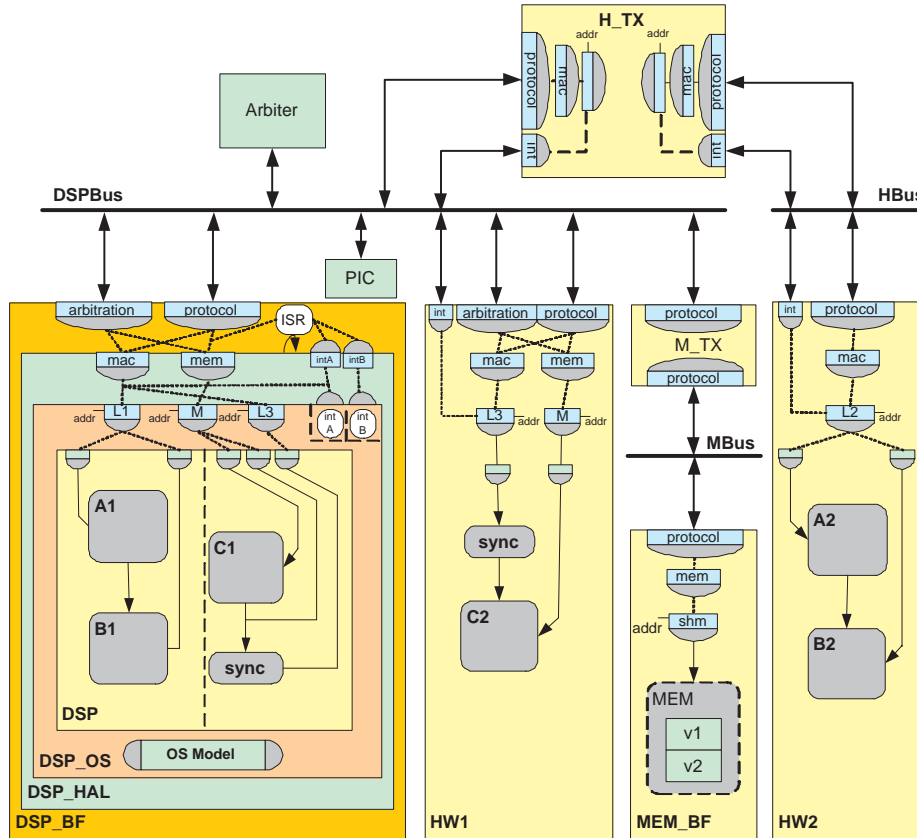 H_TX
addr
addr
protocol
mac
mac
protocol
int
int
Arbiter
DSPBus
HBus
PIC
arbitration
protocol
ISR
mac
mem
intA
intB
addr
L1
addr
M
addr
L3
int
A
int
B
A1
B1
C1
sync
DSP
OS Model
DSP_OS
DSP_HAL
DSP_BF
int
arbitration
protocol
mac
mem
L3
addr
M
addr
sync
C2
HW1
protocol
M_TX
protocol
MBus
protocol
mem
addr
shm
MEM
v1
v2
MEM_BF
int
protocol
mac
L2
addr
A2
B2
HW2